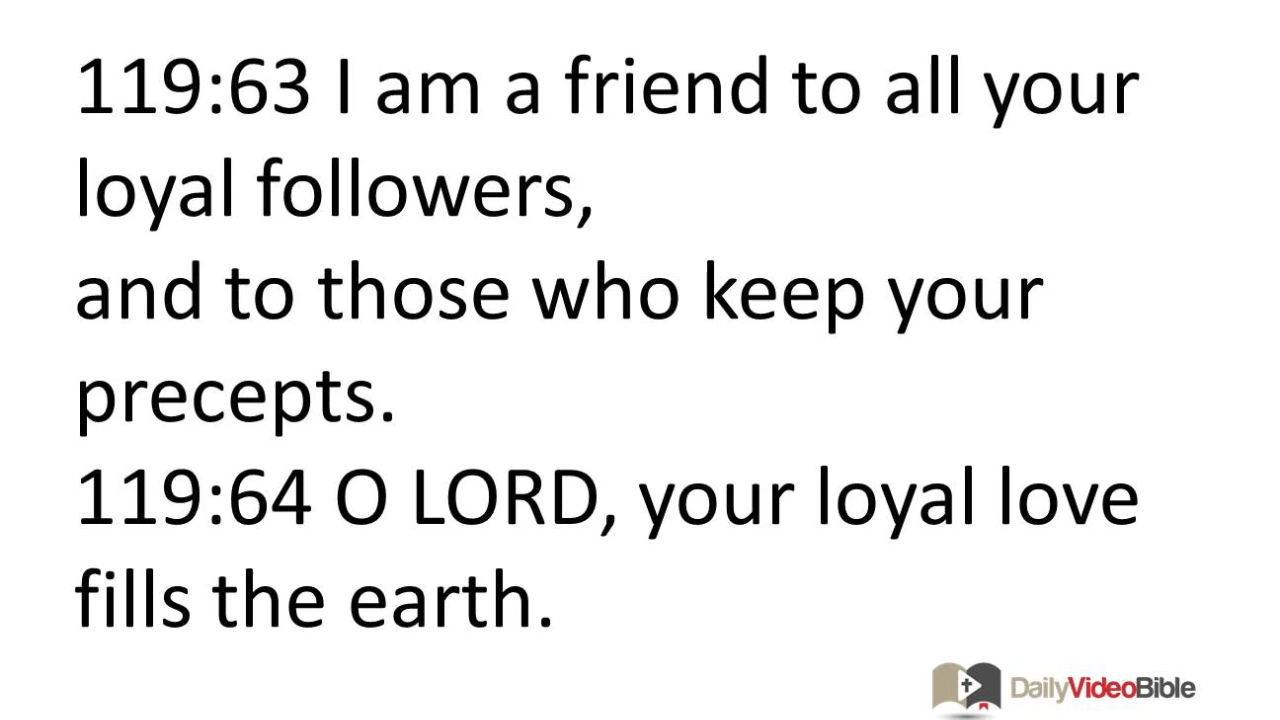 119:63 I am a friend to all your
loyal followers,
and to those who keep your
precepts.
119:64 O LORD, your loyal love
fills the earth.
DailyVideoBible